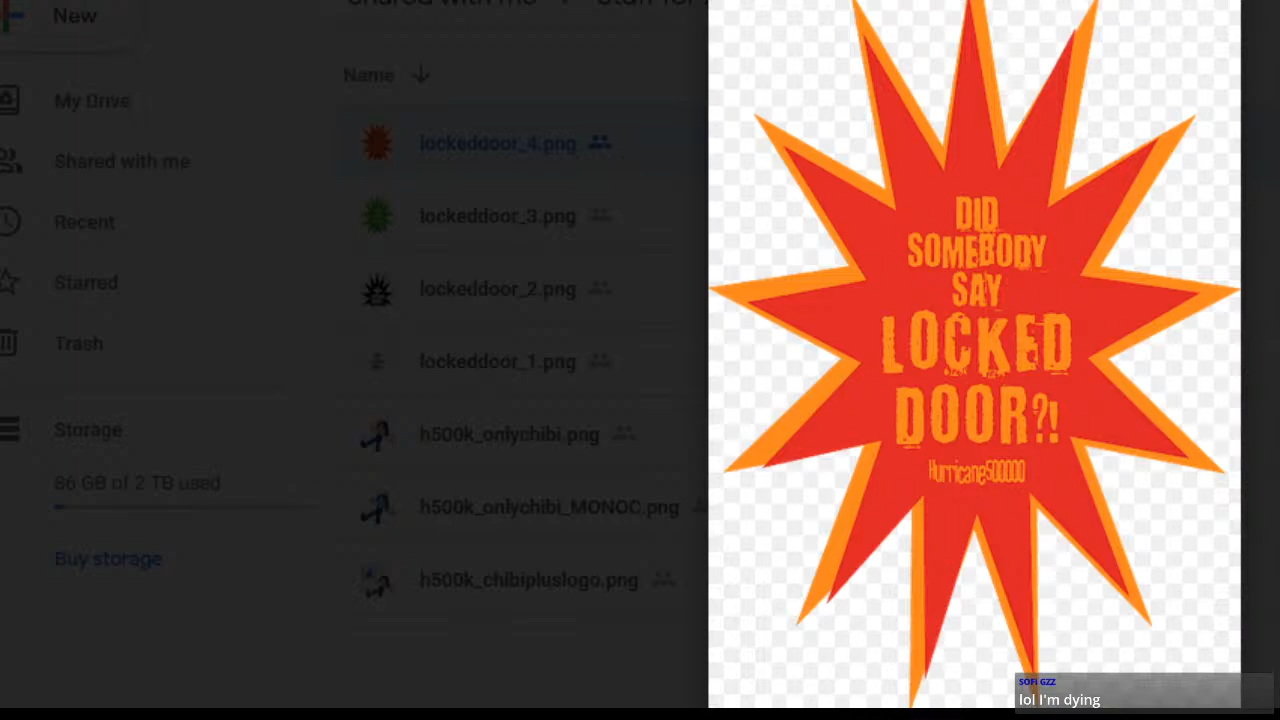 New
Name
My Drive
Shared with me
Recent
Starred
Trash
Storage
86 GB of 2 TB used
Buy storage
lockeddoor_4.png
lockeddoor_3.png
lockeddoor_2.png
lockeddoor_1.png
h500k_onlychibi.png
h500k_onlychibi_MONOC.png
h500k_chibipluslogo.png
DID
SOMEBODY
SAY
LOCKED
DOOR?!
Hurricane500000
SOFI GZZ
lol I'm dying